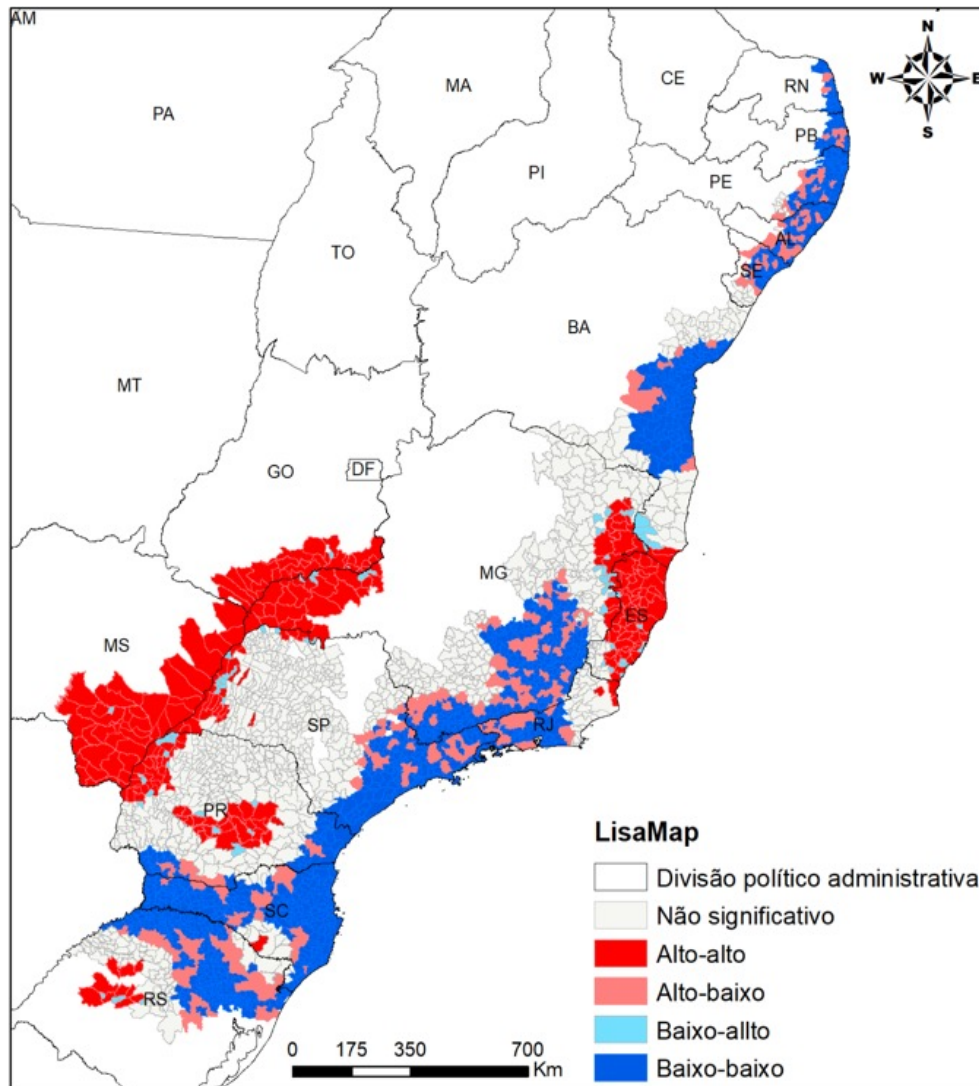 AM
N
W E
S
MA
CE
RN
PA
PB
PI
PE
AL
TO
SE
BA
MT
GO
DF
MG
MS
ES
SP
RJ
PR
SC
RS
LisaMap
Divisão político administrativa
Não significativo
Alto-alto
Alto-baixo
Baixo-allto
Baixo-baixo
0 175 350 700
Km